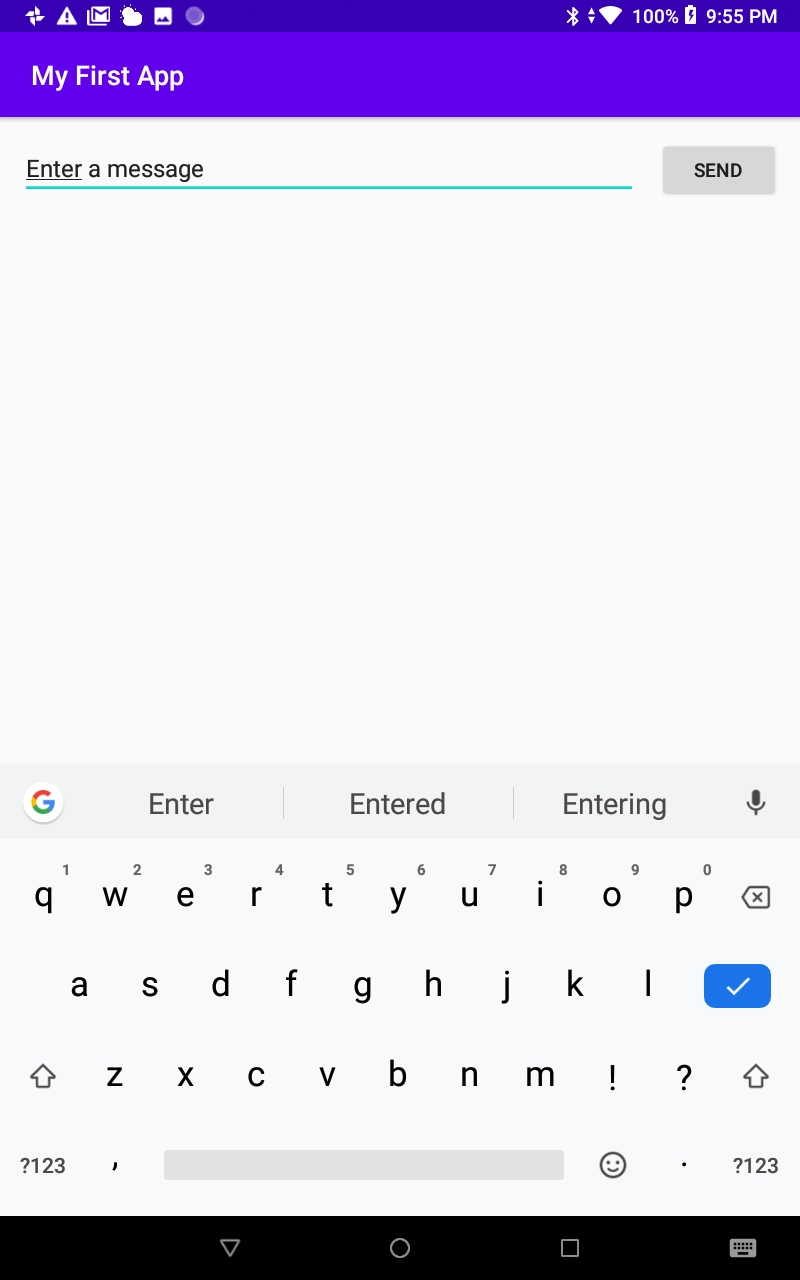 100% 9:55 PM
My First App
Enter a message SEND
Enter Entered Entering
1 2 3 4 5 6 7 8 9 0
q w e r t y u i o p
a s d f g h j k l
z x c v b n m ! ?
?123 , . ?123